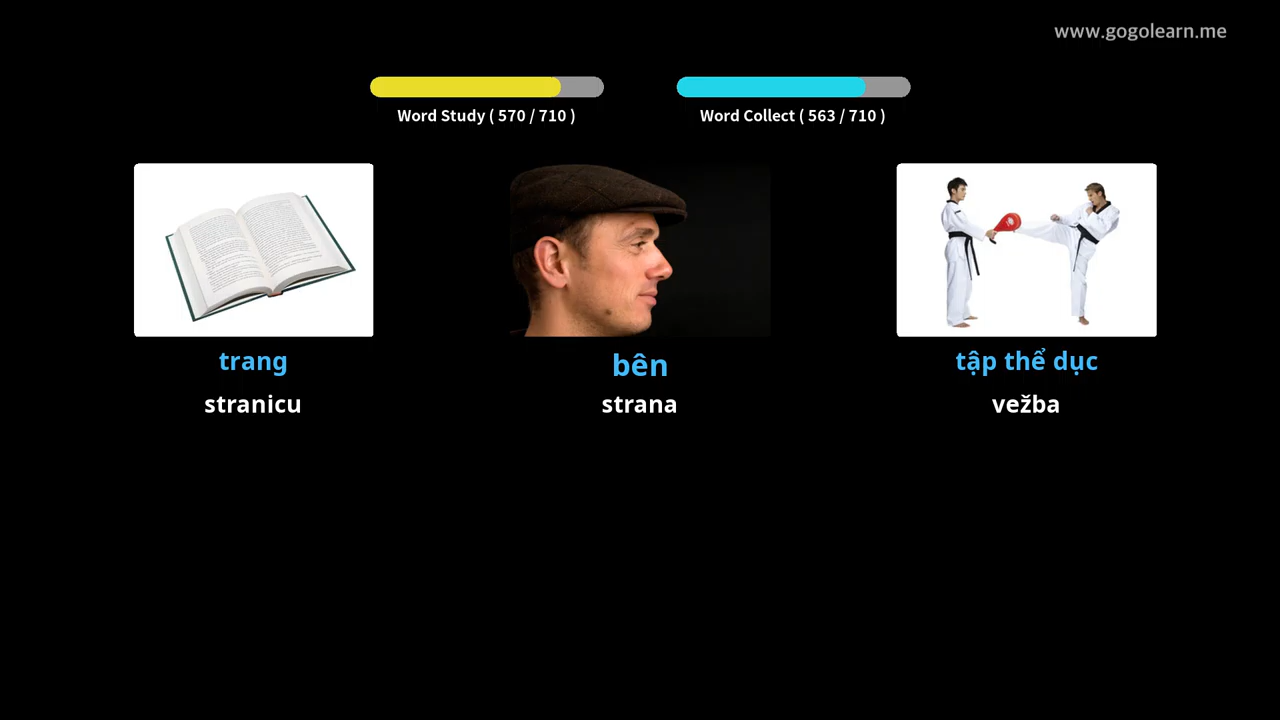 www.gogolearn.me
Word Study ( 570 / 710 )
Word Collect ( 563 / 710 )
trang
bên
tập thể dục
stranicu
strana
vežba